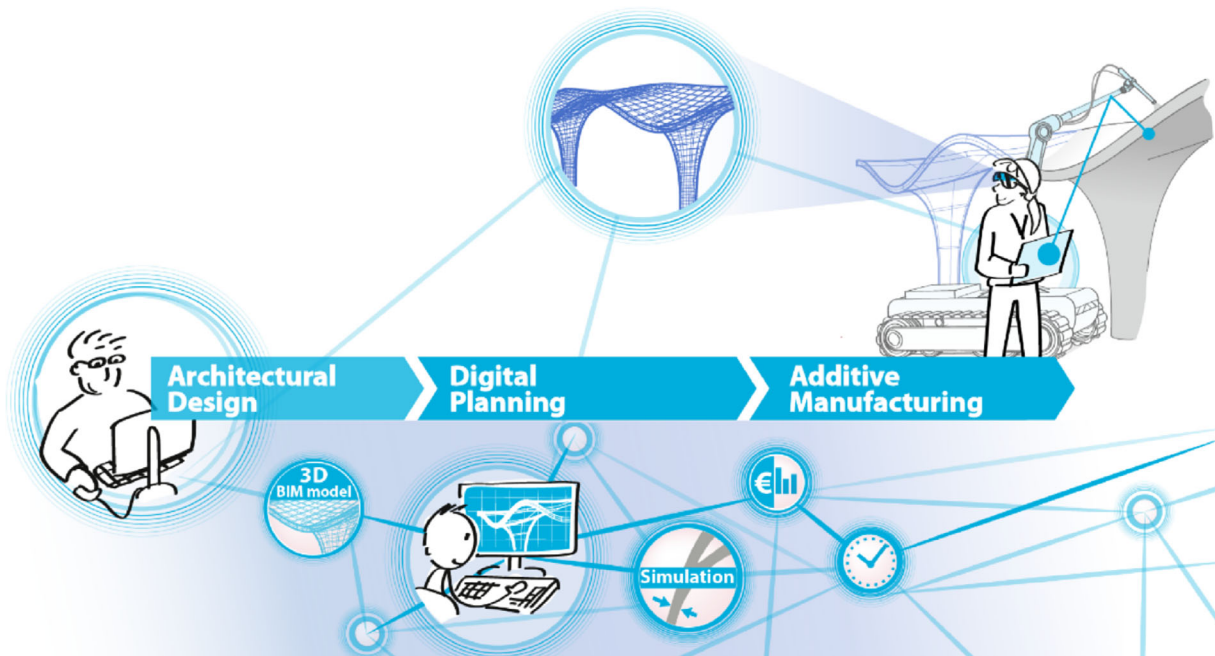 Architectural
Design
Digital
Planning
Additive
Manufacturing
3D
BIM model
€
Simulation